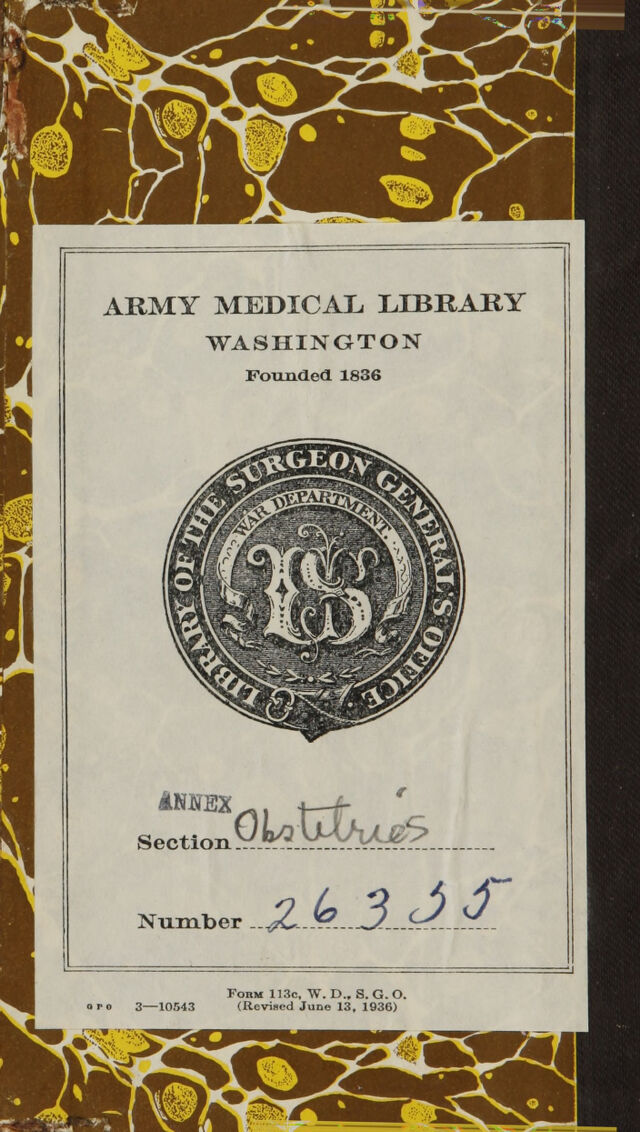 ARMY MEDICAL LIBRARY
WASHINGTON
Founded 1836
LIBRARY OF THE SURGEON GENERAL'S OFFICE
WAR DEPARTMENT.
LS
ANNEX
Section Obstetrics
Number 26355
FORM 113c, W. D., S. G. O.
GPO 3—10543 (Revised June 13, 1936)